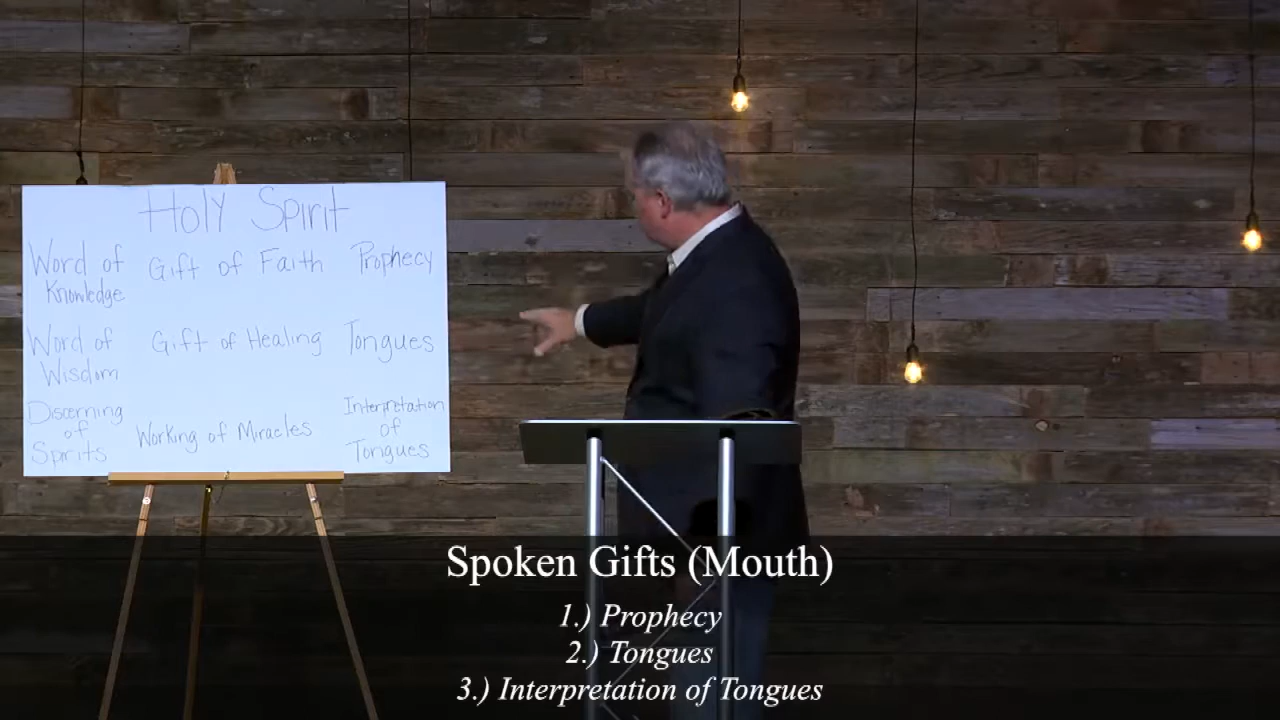 Holy Spirit
Word of
Knowledge
Gift of Faith
Prophecy
Word of
Wisdom
Gift of Healing
Tongues
Discerning
of
Spirits
Working of Miracles
Interpretation
of
Tongues
Spoken Gifts (Mouth)
1.) Prophecy
2.) Tongues
3.) Interpretation of Tongues